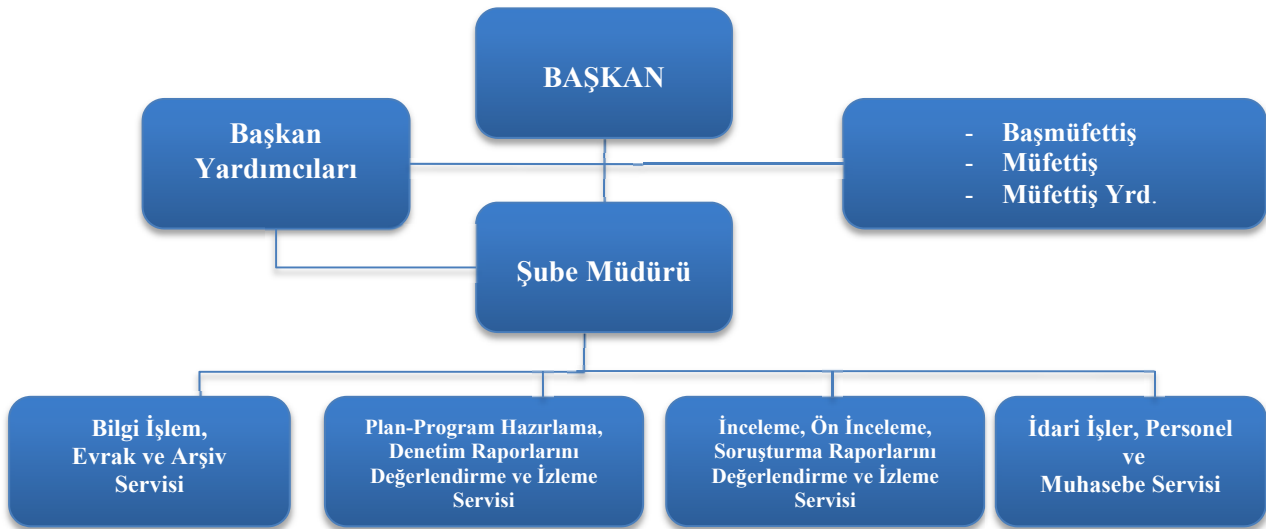 BAŞKAN
Başkan
Yardımcıları
- Başmüfettiş
- Müfettiş
- Müfettiş Yrd.
Şube Müdürü
Bilgi İşlem,
Evrak ve Arşiv
Servisi
Plan-Program Hazırlama,
Denetim Raporlarını
Değerlendirme ve İzleme
Servisi
İnceleme, Ön İnceleme,
Soruşturma Raporlarını
Değerlendirme ve İzleme
Servisi
İdari İşler, Personel
ve
Muhasebe Servisi